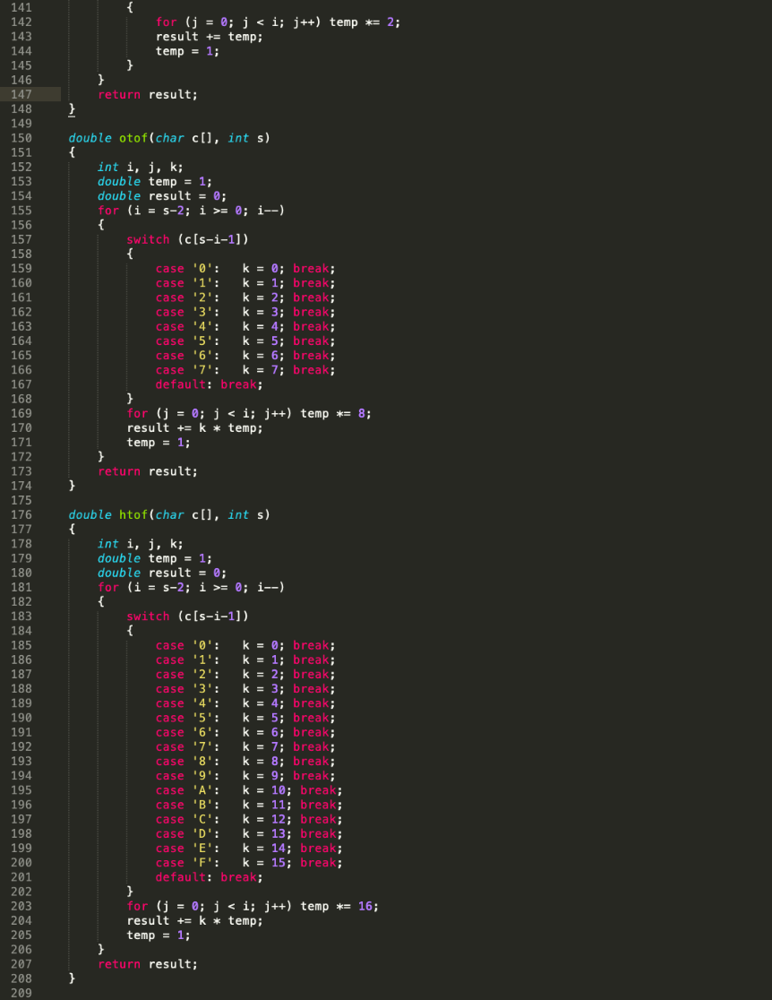 141         {
142             for (j = 0; j < i; j++) temp *= 2;
143             result += temp;
144             temp = 1;
145         }
146     }
147     return result;
148 }
149
150 double otof(char c[], int s)
151 {
152     int i, j, k;
153     double temp = 1;
154     double result = 0;
155     for (i = s-2; i >= 0; i--)
156     {
157         switch (c[s-i-1])
158         {
159             case '0':   k = 0; break;
160             case '1':   k = 1; break;
161             case '2':   k = 2; break;
162             case '3':   k = 3; break;
163             case '4':   k = 4; break;
164             case '5':   k = 5; break;
165             case '6':   k = 6; break;
166             case '7':   k = 7; break;
167             default: break;
168         }
169         for (j = 0; j < i; j++) temp *= 8;
170         result += k * temp;
171         temp = 1;
172     }
173     return result;
174 }
175
176 double htof(char c[], int s)
177 {
178     int i, j, k;
179     double temp = 1;
180     double result = 0;
181     for (i = s-2; i >= 0; i--)
182     {
183         switch (c[s-i-1])
184         {
185             case '0':   k = 0; break;
186             case '1':   k = 1; break;
187             case '2':   k = 2; break;
188             case '3':   k = 3; break;
189             case '4':   k = 4; break;
190             case '5':   k = 5; break;
191             case '6':   k = 6; break;
192             case '7':   k = 7; break;
193             case '8':   k = 8; break;
194             case '9':   k = 9; break;
195             case 'A':   k = 10; break;
196             case 'B':   k = 11; break;
197             case 'C':   k = 12; break;
198             case 'D':   k = 13; break;
199             case 'E':   k = 14; break;
200             case 'F':   k = 15; break;
201             default: break;
202         }
203         for (j = 0; j < i; j++) temp *= 16;
204         result += k * temp;
205         temp = 1;
206     }
207     return result;
208 }
209